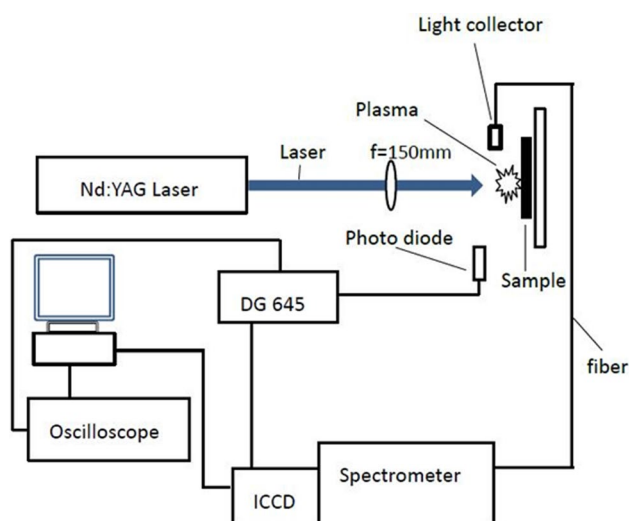 Light collector
Plasma
Laser
f=150mm
Nd:YAG Laser
Photo diode
Sample
DG 645
fiber
Oscilloscope
Spectrometer
ICCD